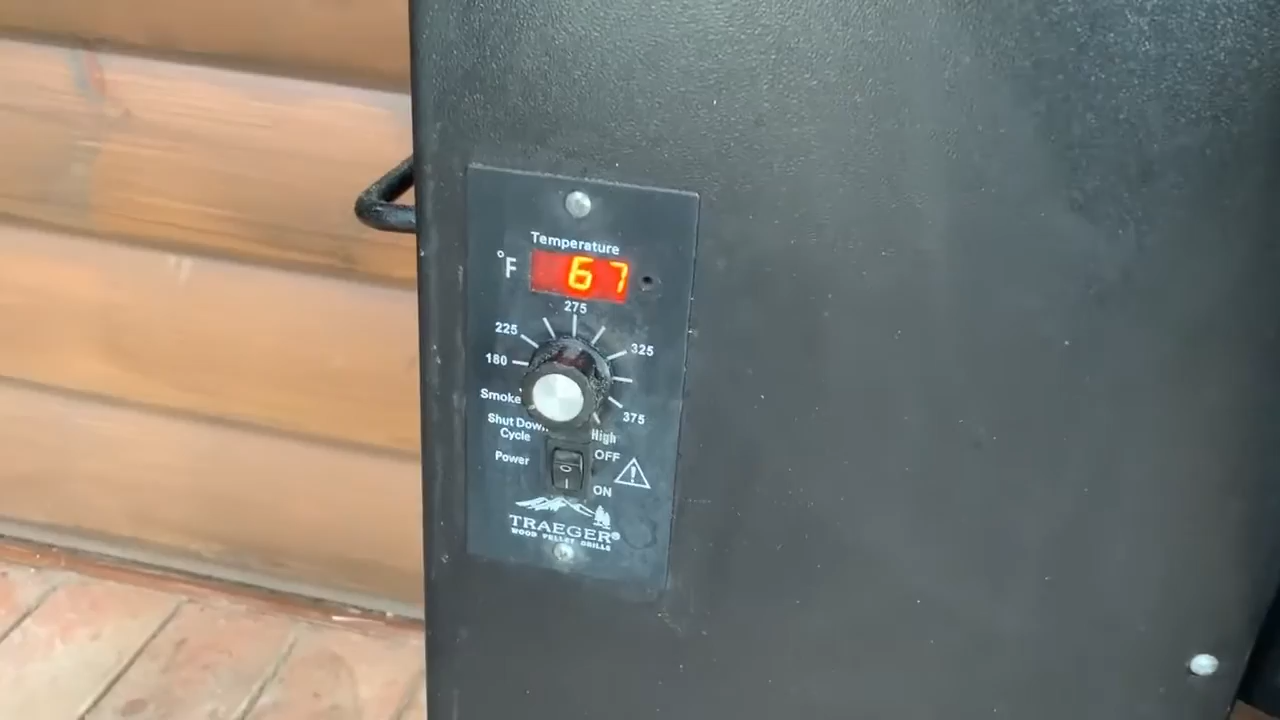 Temperature
°F 67
275
225
325
180
Smoke
375
Shut Down
Cycle
High
OFF
Power
ON
TRAEGER®
WOOD PELLET GRILLS